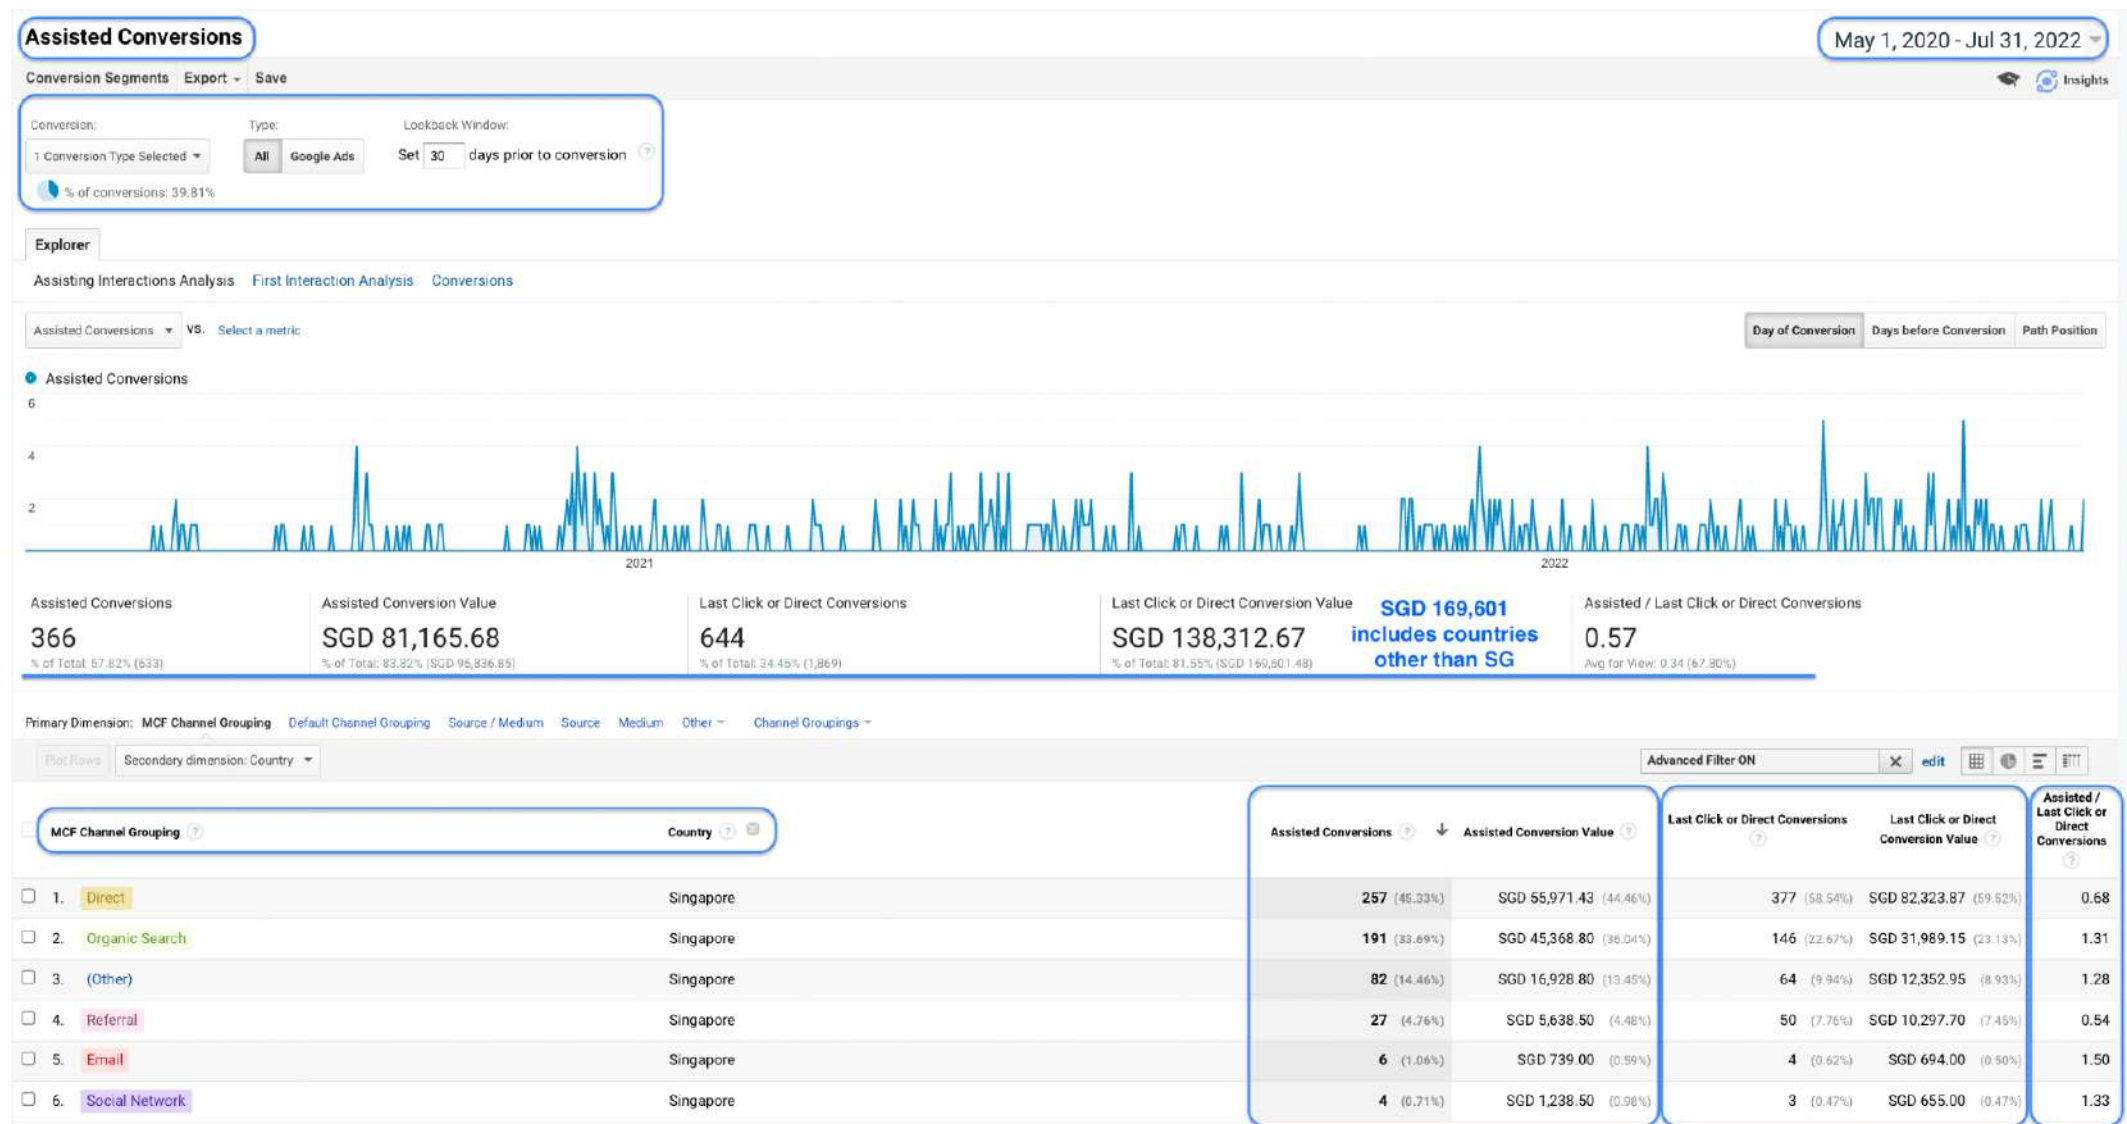 Assisted Conversions
May 1, 2020 - Jul 31, 2022
Conversion Segments Export Save
Insights
Conversion: Type: Lookback Window:
1 Conversion Type Selected All Google Ads Set 30 days prior to conversion ?
% of conversions: 39.81%
Explorer
Assisting Interactions Analysis First Interaction Analysis Conversions
Assisted Conversions VS. Select a metric
Day of Conversion Days before Conversion Path Position
Assisted Conversions
6
4
2
2021 2022
Assisted Conversions
366
% of Total: 57.82% (633)
Assisted Conversion Value
SGD 81,165.68
% of Total: 83.82% (SGD 96,836.85)
Last Click or Direct Conversions
644
% of Total: 34.46% (1,869)
Last Click or Direct Conversion Value
SGD 138,312.67
% of Total: 81.55% (SGD 169,601.48)
SGD 169,601
includes countries
other than SG
Assisted / Last Click or Direct Conversions
0.57
Avg for View: 0.34 (67.80%)
Primary Dimension: MCF Channel Grouping Default Channel Grouping Source / Medium Source Medium Other Channel Groupings
Plot Rows Secondary dimension: Country
Advanced Filter ON edit
MCF Channel Grouping ? Country ?
Assisted Conversions ? Assisted Conversion Value ?
Last Click or Direct Conversions ?
Last Click or Direct
Conversion Value ?
Assisted /
Last Click or
Direct
Conversions
?
1. Direct Singapore 257 (45.33%) SGD 55,971.43 (44.46%) 377 (58.54%) SGD 82,323.87 (59.52%) 0.68
2. Organic Search Singapore 191 (33.69%) SGD 45,368.80 (36.04%) 146 (22.67%) SGD 31,989.15 (23.13%) 1.31
3. (Other) Singapore 82 (14.46%) SGD 16,928.80 (13.45%) 64 (9.94%) SGD 12,352.95 (8.93%) 1.28
4. Referral Singapore 27 (4.76%) SGD 5,638.50 (4.48%) 50 (7.76%) SGD 10,297.70 (7.45%) 0.54
5. Email Singapore 6 (1.06%) SGD 739.00 (0.59%) 4 (0.62%) SGD 694.00 (0.50%) 1.50
6. Social Network Singapore 4 (0.71%) SGD 1,238.50 (0.98%) 3 (0.47%) SGD 655.00 (0.47%) 1.33